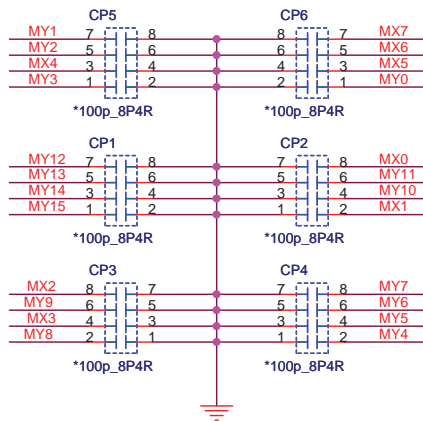 CP5 CP6
MY1 7 8 8 7 MX7
MY2 5 6 6 5 MX6
MX4 3 4 4 3 MX5
MY3 1 2 2 1 MY0
*100p_8P4R *100p_8P4R
CP1 CP2
MY12 7 8 7 8 MX0
MY13 5 6 5 6 MY11
MY14 3 4 3 4 MY10
MY15 1 2 1 2 MX1
*100p_8P4R *100p_8P4R
CP3 CP4
MX2 8 7 7 8 MY7
MY9 6 5 5 6 MY6
MX3 4 3 3 4 MY5
MY8 2 1 1 2 MY4
*100p_8P4R *100p_8P4R